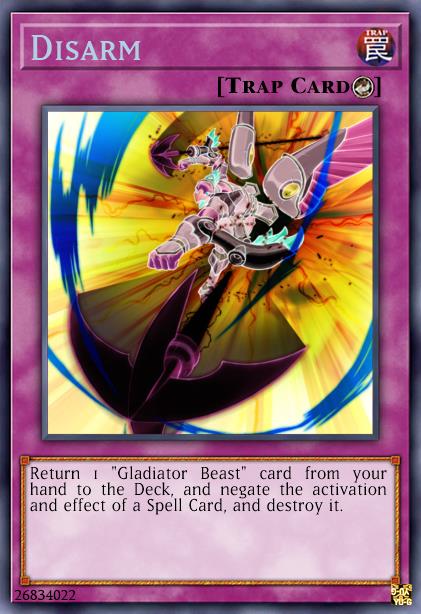 DISARM
TRAP
罠
[TRAP CARD]
Return 1 "Gladiator Beast" card from your
hand to the Deck, and negate the activation
and effect of a Spell Card, and destroy it.
26834022